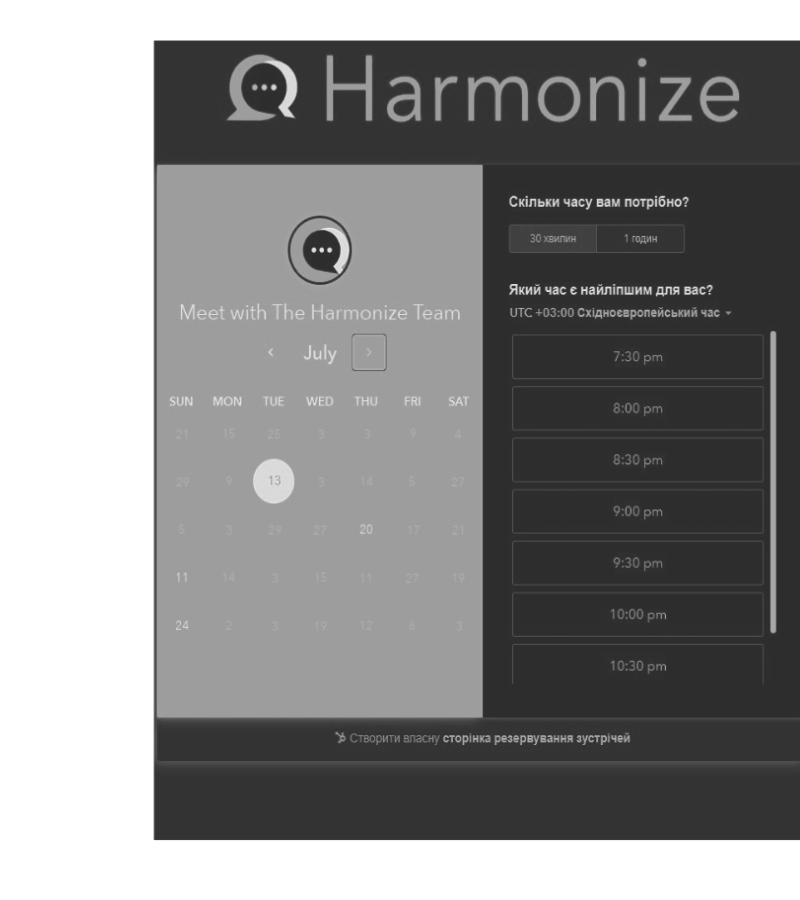 Harmonize
Meet with The Harmonize Team
July
SUN MON TUE WED THU FRI SAT
21 15 25 3 3 9 4
29 9 13 3 14 5 27
5 3 29 27 20 17 21
11 14 3 15 11 27 19
24 2 3 19 12 6 3
Скільки часу вам потрібно?
30 хвилин 1 годин
Який час є найліпшим для вас?
UTC +03:00 Східноєвропейський час
7:30 pm
8:00 pm
8:30 pm
9:00 pm
9:30 pm
10:00 pm
10:30 pm
Створити власну сторінка резервування зустрічей